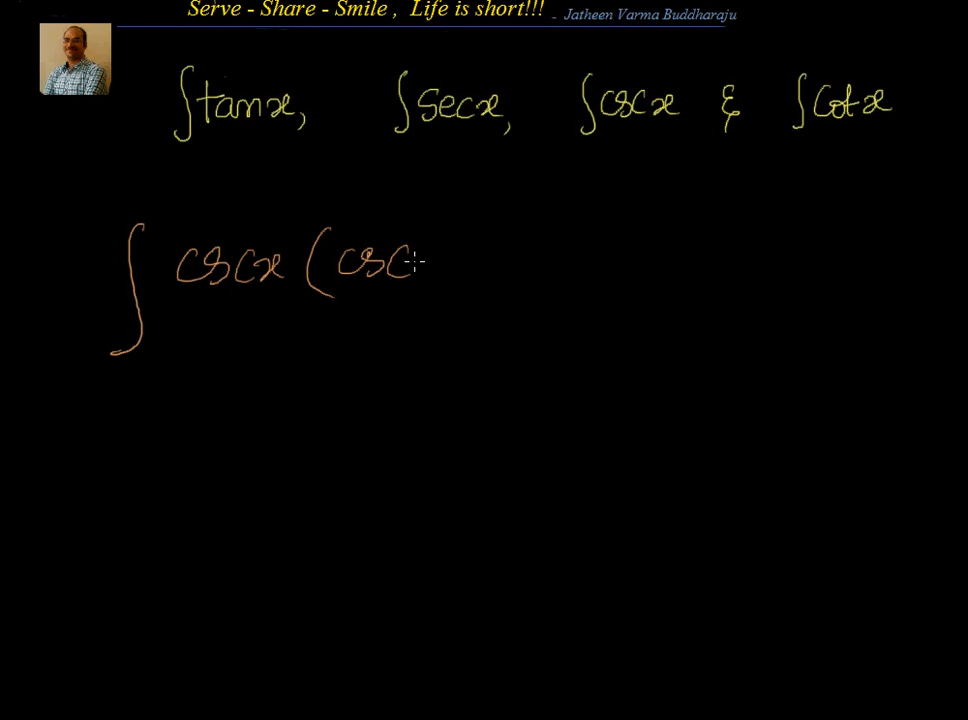 Serve - Share - Smile , Life is short!!! - Jatheen Varma Buddharaju
∫tanx, ∫secx, ∫cscx & ∫cotx
∫ cscx (csc